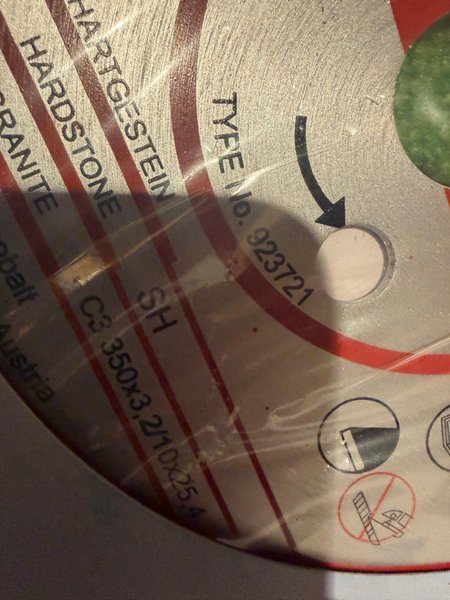 HARTGESTEIN
HARDSTONE
GRANITE
TYPE No. 923721
SH
C3 350x3,2/10x25,4
Austria